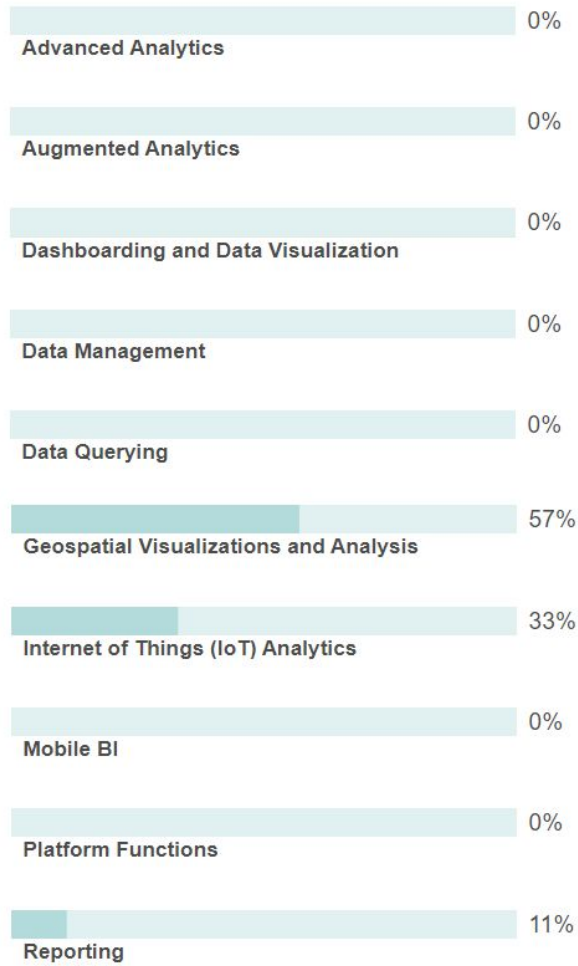 0%
Advanced Analytics
0%
Augmented Analytics
0%
Dashboarding and Data Visualization
0%
Data Management
0%
Data Querying
57%
Geospatial Visualizations and Analysis
33%
Internet of Things (IoT) Analytics
0%
Mobile BI
0%
Platform Functions
11%
Reporting